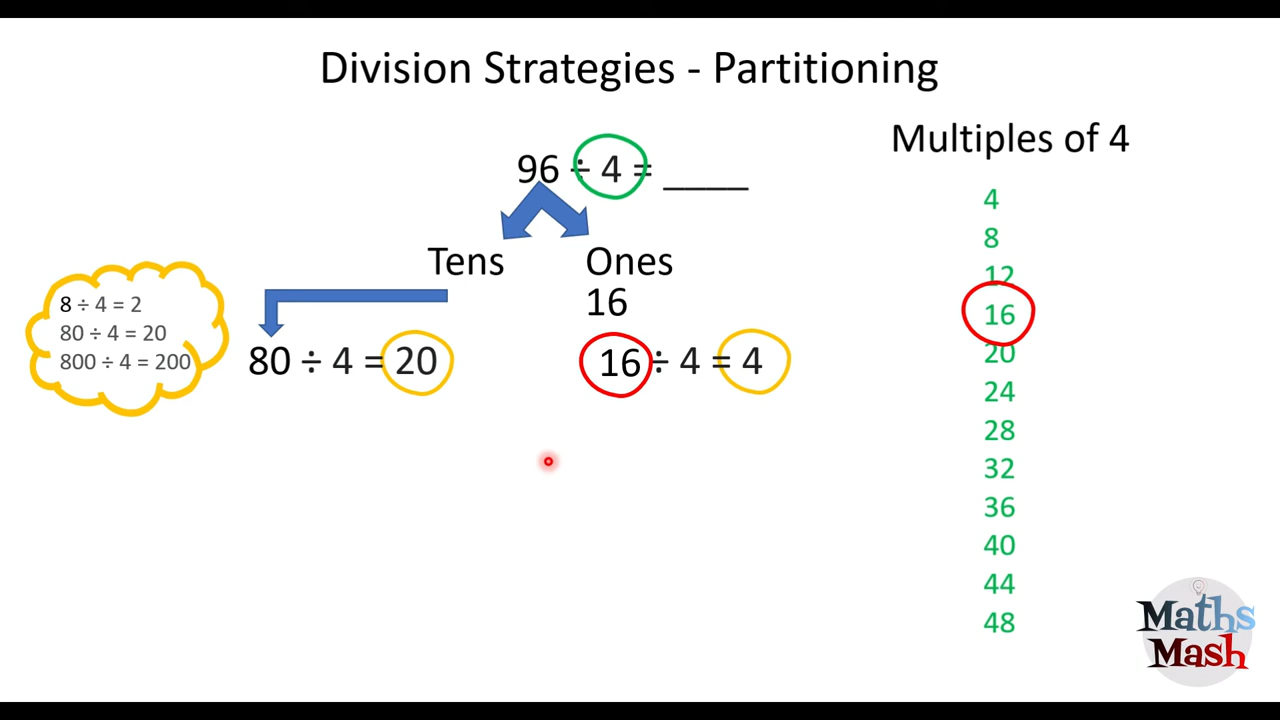 Division Strategies - Partitioning
96 ÷ 4 = ____
Tens
Ones
16
80 ÷ 4 = 20
16 ÷ 4 = 4
8 ÷ 4 = 2
80 ÷ 4 = 20
800 ÷ 4 = 200
Multiples of 4
4
8
12
16
20
24
28
32
36
40
44
48
Maths
Mash